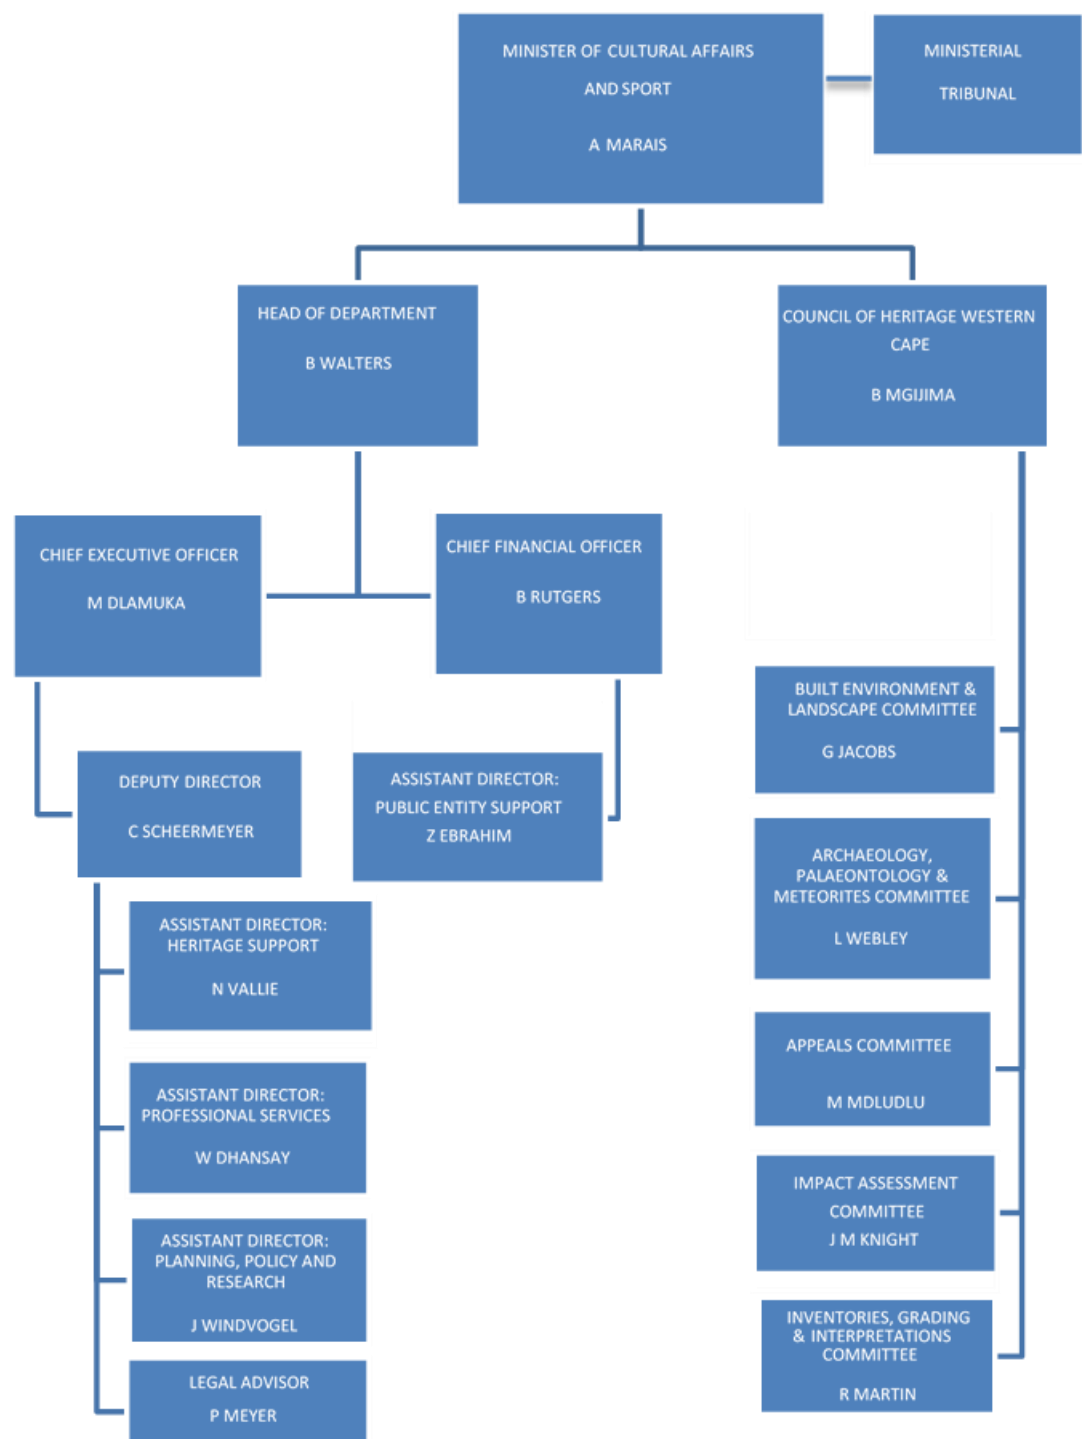 MINISTER OF CULTURAL AFFAIRS
AND SPORT
A MARAIS
MINISTERIAL
TRIBUNAL
HEAD OF DEPARTMENT
B WALTERS
COUNCIL OF HERITAGE WESTERN
CAPE
B MGIJIMA
CHIEF EXECUTIVE OFFICER
M DLAMUKA
CHIEF FINANCIAL OFFICER
B RUTGERS
DEPUTY DIRECTOR
C SCHEERMEYER
ASSISTANT DIRECTOR:
PUBLIC ENTITY SUPPORT
Z EBRAHIM
ASSISTANT DIRECTOR:
HERITAGE SUPPORT
N VALLIE
ASSISTANT DIRECTOR:
PROFESSIONAL SERVICES
W DHANSAY
ASSISTANT DIRECTOR:
PLANNING, POLICY AND
RESEARCH
J WINDVOGEL
LEGAL ADVISOR
P MEYER
BUILT ENVIRONMENT &
LANDSCAPE COMMITTEE
G JACOBS
ARCHAEOLOGY,
PALAEONTOLOGY &
METEORITES COMMITTEE
L WEBLEY
APPEALS COMMITTEE
M MDLUDLU
IMPACT ASSESSMENT
COMMITTEE
J M KNIGHT
INVENTORIES, GRADING
& INTERPRETATIONS
COMMITTEE
R MARTIN